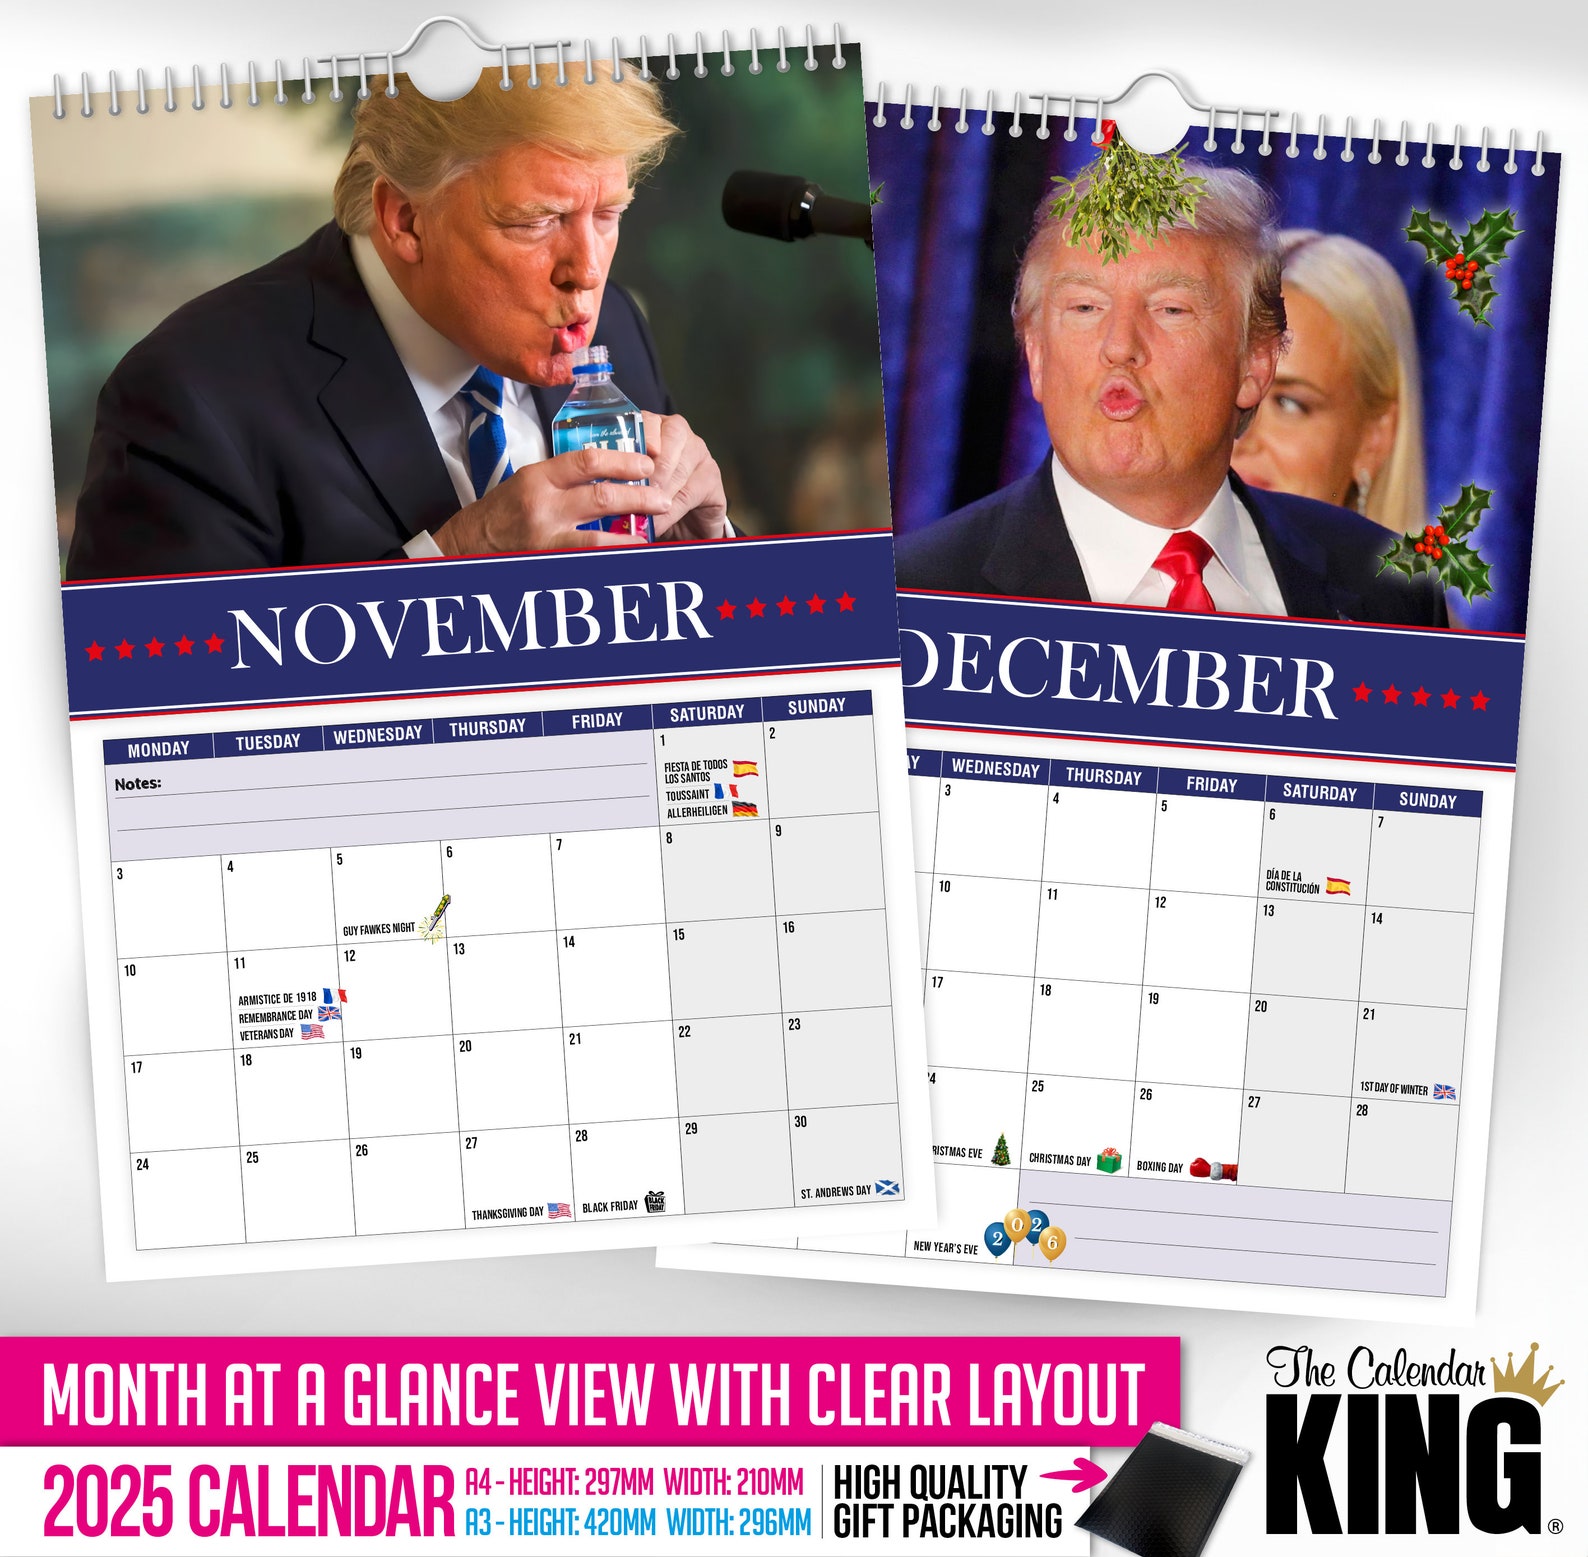 NOVEMBER
MONDAY TUESDAY WEDNESDAY THURSDAY FRIDAY SATURDAY SUNDAY
Notes:
1 2
FIESTA DE TODOS
LOS SANTOS
TOUSSAINT
ALLERHEILIGEN
3 4 5 6 7 8 9
GUY FAWKES NIGHT
10 11 12 13 14 15 16
ARMISTICE DE 1918
REMEMBRANCE DAY
VETERANS DAY
17 18 19 20 21 22 23
24 25 26 27 28 29 30
THANKSGIVING DAY
BLACK FRIDAY
BLACK
FRIDAY
ST. ANDREWS DAY
DECEMBER
AY WEDNESDAY THURSDAY FRIDAY SATURDAY SUNDAY
3 4 5 6 7
DÍA DE LA
CONSTITUCIÓN
10 11 12 13 14
17 18 19 20 21
1ST DAY OF WINTER
24 25 26 27 28
RISTMAS EVE
CHRISTMAS DAY
BOXING DAY
NEW YEAR'S EVE
2026
MONTH AT A GLANCE VIEW WITH CLEAR LAYOUT
2025 CALENDAR
A4 - HEIGHT: 297MM WIDTH: 210MM
A3 - HEIGHT: 420MM WIDTH: 296MM
HIGH QUALITY
GIFT PACKAGING
The Calendar
KING®